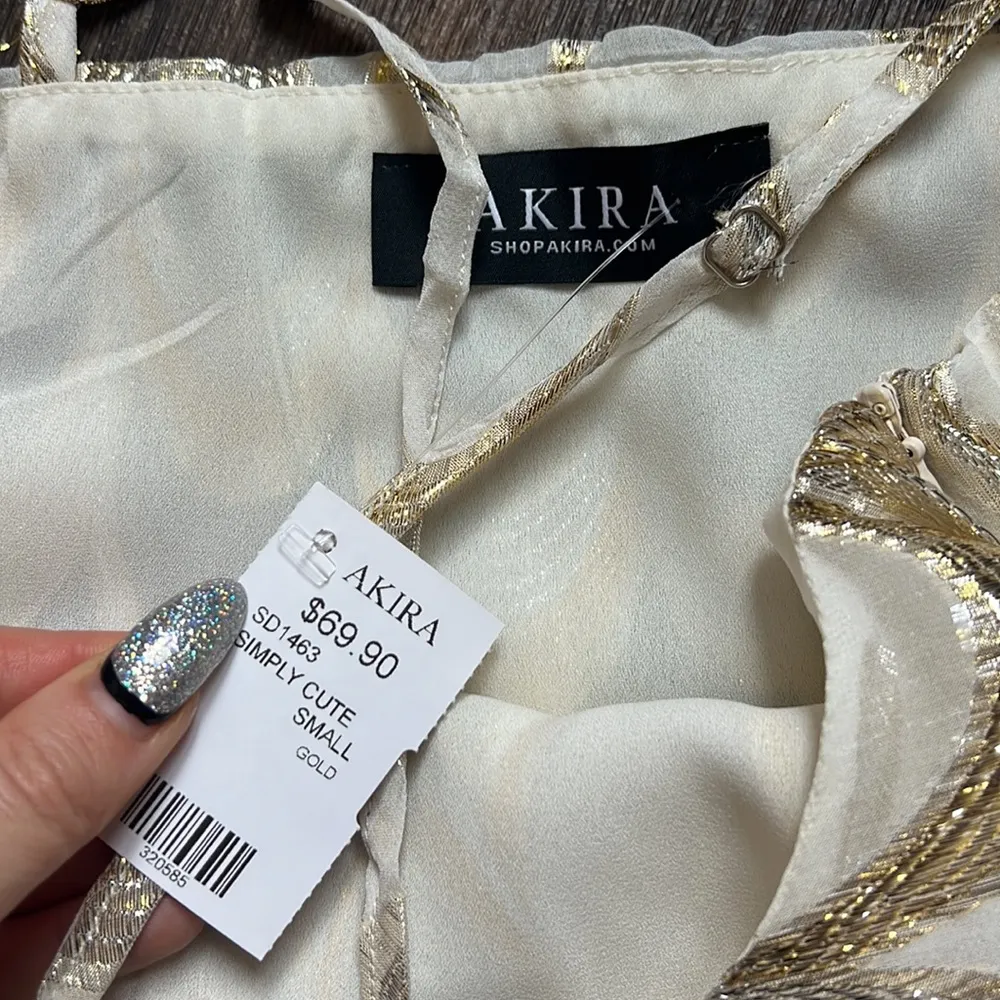 AKIRA
SHOPAKIRA.COM
AKIRA
$69.90
SD1463
SIMPLY CUTE
SMALL
GOLD
320585